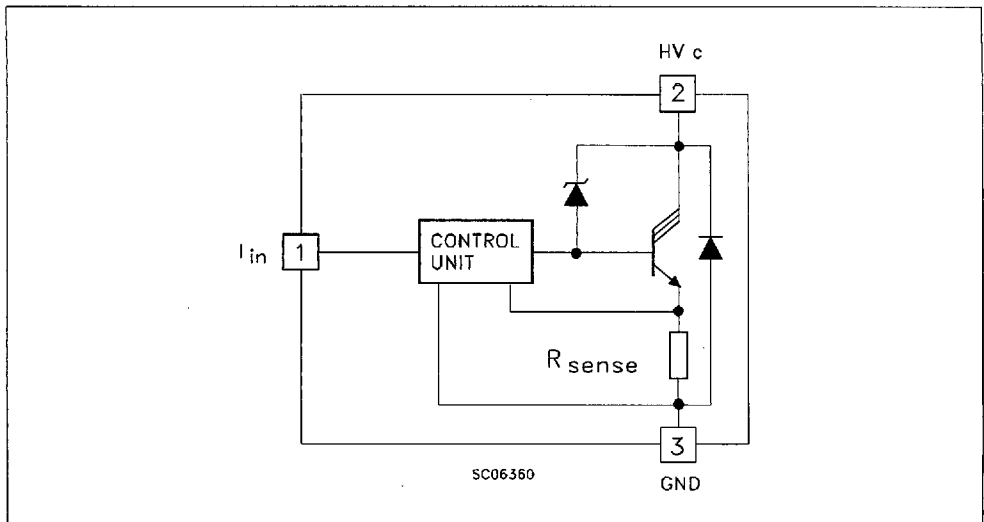 HV c
2
I in
1
CONTROL
UNIT
R sense
3
SC06360
GND